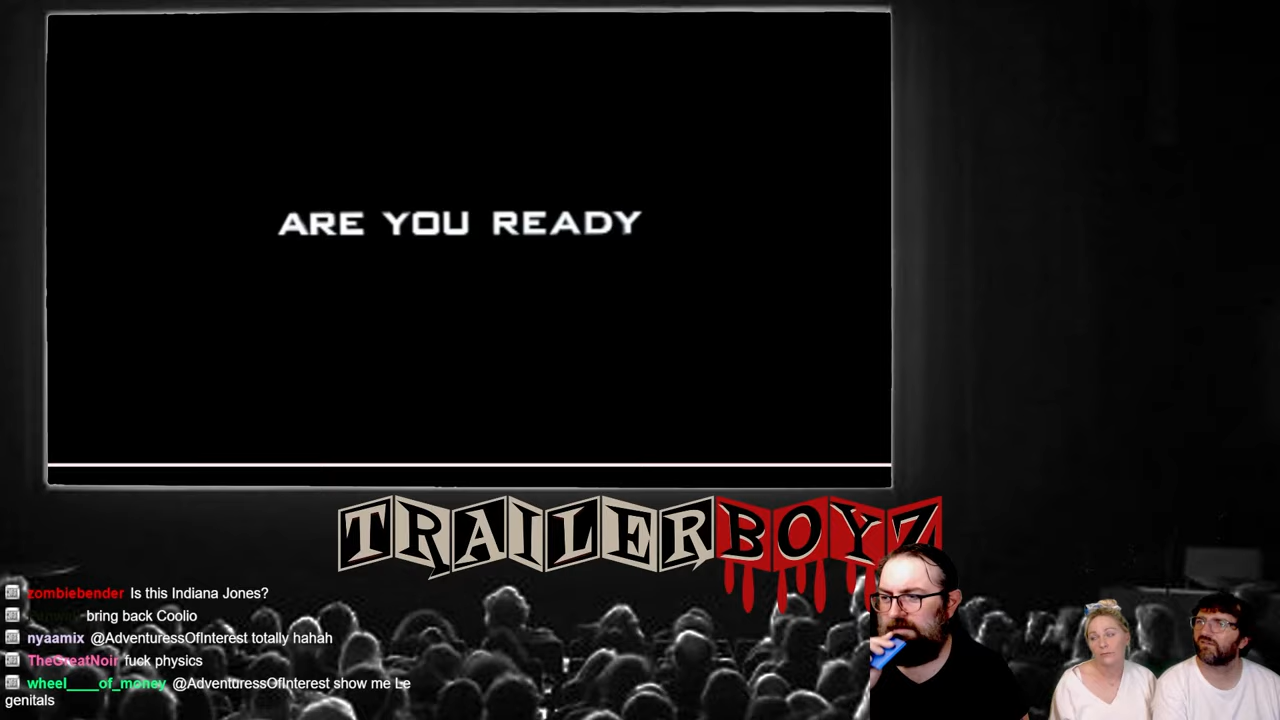 ARE YOU READY
TRAILERBOYZ
zombiebender Is this Indiana Jones?
bring back Coolio
nyaamix @AdventuressOfInterest totally hahah
TheGreatNoir fuck physics
wheel____of_money @AdventuressOfInterest show me Le
genitals